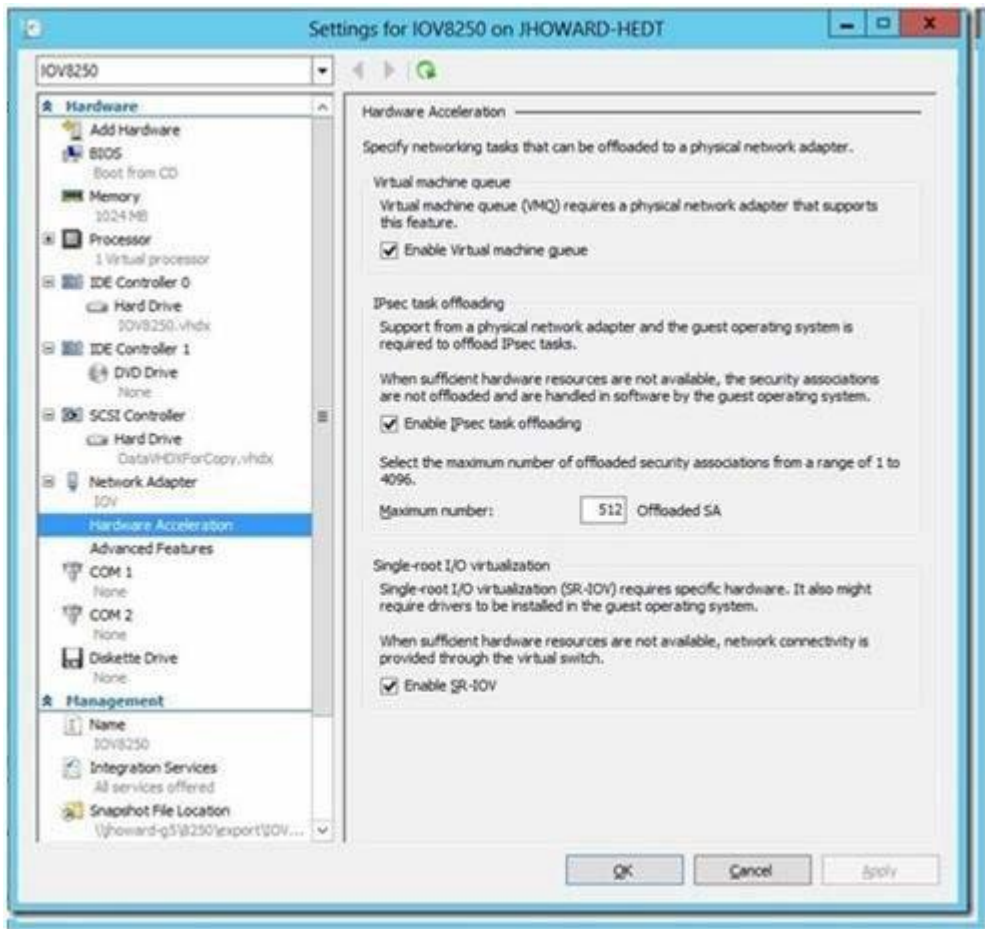 Settings for IOV8250 on JHOWARD-HEDT
IOV8250
Hardware
Add Hardware
BIOS
Boot from CD
Memory
1024 MB
Processor
1 Virtual processor
IDE Controller 0
Hard Drive
IOV8250.vhdx
IDE Controller 1
DVD Drive
None
SCSI Controller
Hard Drive
DataVHDXForCopy.vhdx
Network Adapter
IOV
Hardware Acceleration
Advanced Features
COM 1
None
COM 2
None
Diskette Drive
None
Management
Name
IOV8250
Integration Services
All services offered
Snapshot File Location
\\jhoward-g5\8250\export\IOV...
Hardware Acceleration
Specify networking tasks that can be offloaded to a physical network adapter.
Virtual machine queue
Virtual machine queue (VMQ) requires a physical network adapter that supports
this feature.
Enable Virtual machine queue
IPsec task offloading
Support from a physical network adapter and the guest operating system is
required to offload IPsec tasks.
When sufficient hardware resources are not available, the security associations
are not offloaded and are handled in software by the guest operating system.
Enable IPsec task offloading
Select the maximum number of offloaded security associations from a range of 1 to
4096.
Maximum number: 512 Offloaded SA
Single-root I/O virtualization
Single-root I/O virtualization (SR-IOV) requires specific hardware. It also might
require drivers to be installed in the guest operating system.
When sufficient hardware resources are not available, network connectivity is
provided through the virtual switch.
Enable SR-IOV
OK Cancel Apply